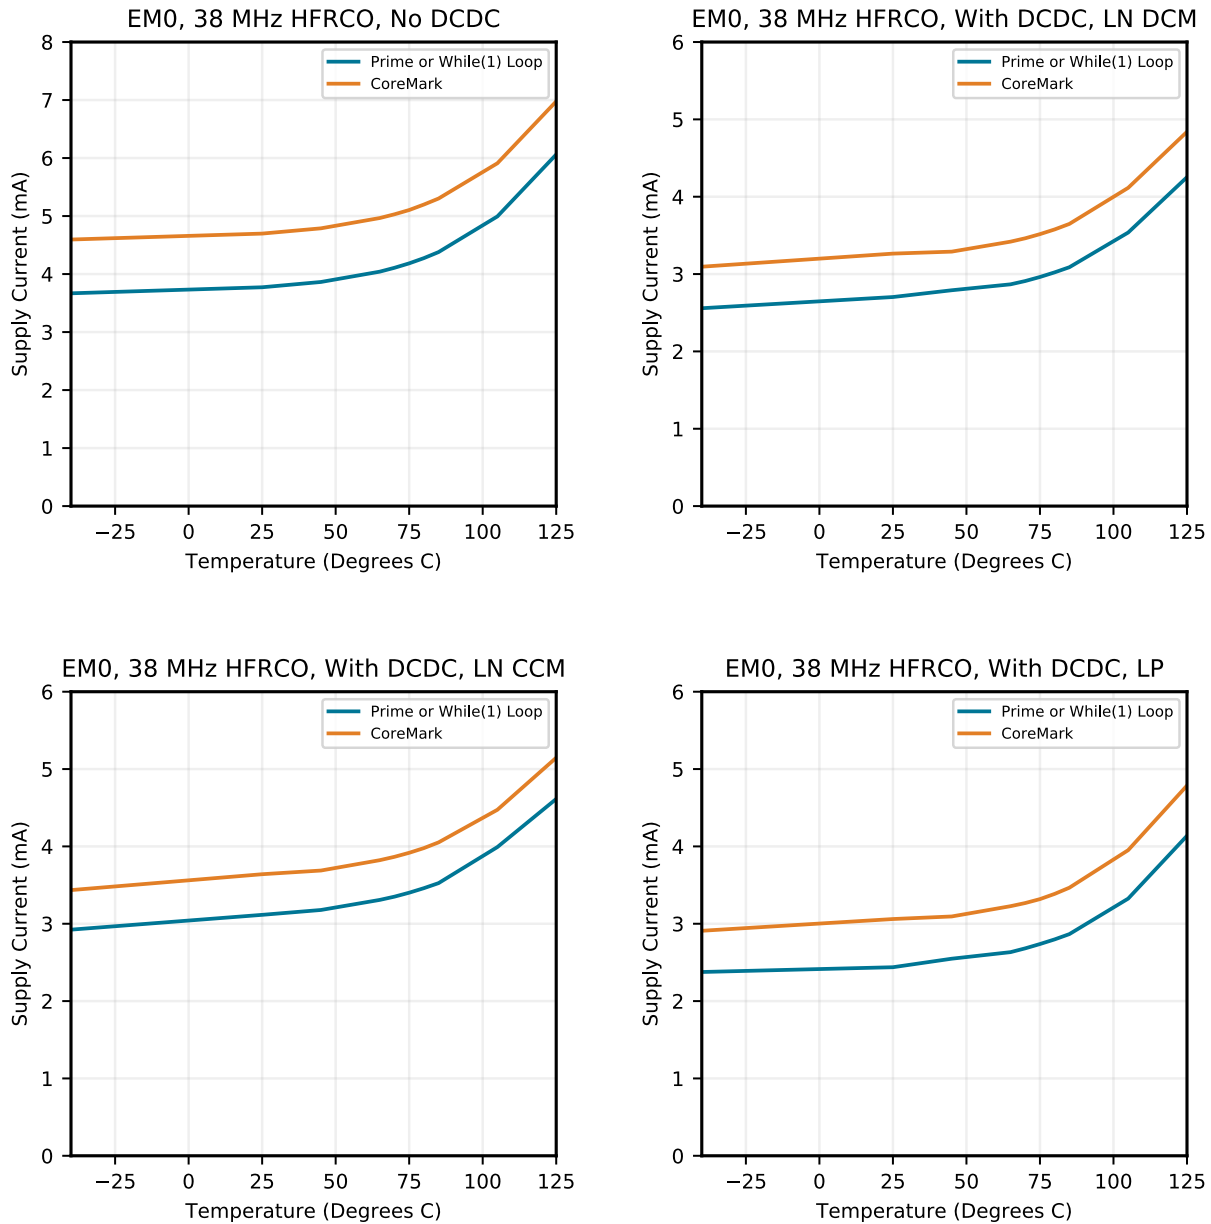 EM0, 38 MHz HFRCO, No DCDC
8
7
6
5
4
3
2
1
0
Supply Current (mA)
Prime or While(1) Loop
CoreMark
−25 0 25 50 75 100 125
Temperature (Degrees C)
EM0, 38 MHz HFRCO, With DCDC, LN DCM
6
5
4
3
2
1
0
Supply Current (mA)
Prime or While(1) Loop
CoreMark
−25 0 25 50 75 100 125
Temperature (Degrees C)
EM0, 38 MHz HFRCO, With DCDC, LN CCM
6
5
4
3
2
1
0
Supply Current (mA)
Prime or While(1) Loop
CoreMark
−25 0 25 50 75 100 125
Temperature (Degrees C)
EM0, 38 MHz HFRCO, With DCDC, LP
6
5
4
3
2
1
0
Supply Current (mA)
Prime or While(1) Loop
CoreMark
−25 0 25 50 75 100 125
Temperature (Degrees C)